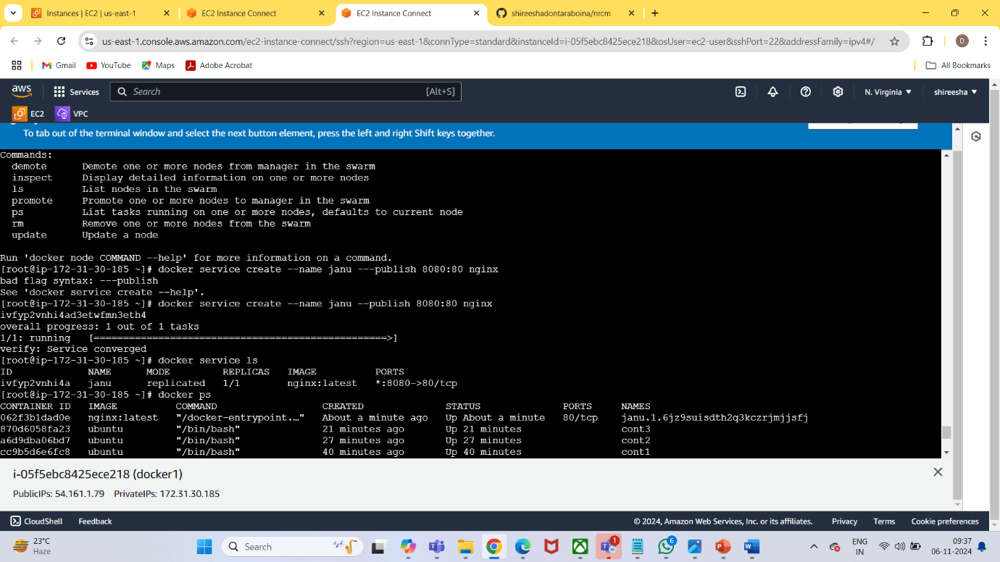 Instances | EC2 | us-east-1
EC2 Instance Connect
EC2 Instance Connect
shireeshadontaraboina/nrcm
us-east-1.console.aws.amazon.com/ec2-instance-connect/ssh?region=us-east-1&connType=standard&instanceId=i-05f5ebc8425ece218&osUser=ec2-user&sshPort=22&addressFamily=ipv4#/
D
Gmail YouTube Maps Adobe Acrobat All Bookmarks
aws Services Search [Alt+S] N. Virginia shireesha
EC2 VPC
To tab out of the terminal window and select the next button element, press the left and right Shift keys together.
Commands:
demote Demote one or more nodes from manager in the swarm
inspect Display detailed information on one or more nodes
ls List nodes in the swarm
promote Promote one or more nodes to manager in the swarm
ps List tasks running on one or more nodes, defaults to current node
rm Remove one or more nodes from the swarm
update Update a node
Run 'docker node COMMAND --help' for more information on a command.
[root@ip-172-31-30-185 ~]# docker service create --name janu ---publish 8080:80 nginx
bad flag syntax: ---publish
See 'docker service create --help'.
[root@ip-172-31-30-185 ~]# docker service create --name janu --publish 8080:80 nginx
ivfyp2vnhi4ad3etwfmn3eth4
overall progress: 1 out of 1 tasks
1/1: running [==================================================>]
verify: Service converged
[root@ip-172-31-30-185 ~]# docker service ls
ID NAME MODE REPLICAS IMAGE PORTS
ivfyp2vnhi4a janu replicated 1/1 nginx:latest *:8080->80/tcp
[root@ip-172-31-30-185 ~]# docker ps
CONTAINER ID IMAGE COMMAND CREATED STATUS PORTS NAMES
062f3b1dad0e nginx:latest "/docker-entrypoint.…" About a minute ago Up About a minute 80/tcp janu.1.6jz9suisdth2q3kczrjmjjsfj
870d6058fa23 ubuntu "/bin/bash" 21 minutes ago Up 21 minutes cont3
a6d9dba06bd7 ubuntu "/bin/bash" 27 minutes ago Up 27 minutes cont2
cc9b5d6e6fc8 ubuntu "/bin/bash" 40 minutes ago Up 40 minutes cont1
i-05f5ebc8425ece218 (docker1)
PublicIPs: 54.161.1.79 PrivateIPs: 172.31.30.185
CloudShell Feedback © 2024, Amazon Web Services, Inc. or its affiliates. Privacy Terms Cookie preferences
23°C
Haze
Search
1
6
ENG
IN
09:37
06-11-2024